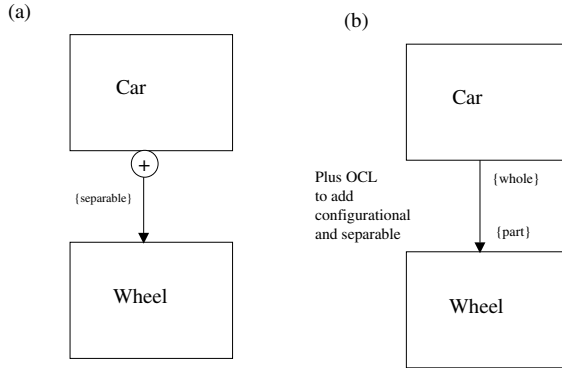 (a)
Car
+
{separable}
Wheel
(b)
Car
{whole}
Plus OCL
to add
configurational
and separable
{part}
Wheel